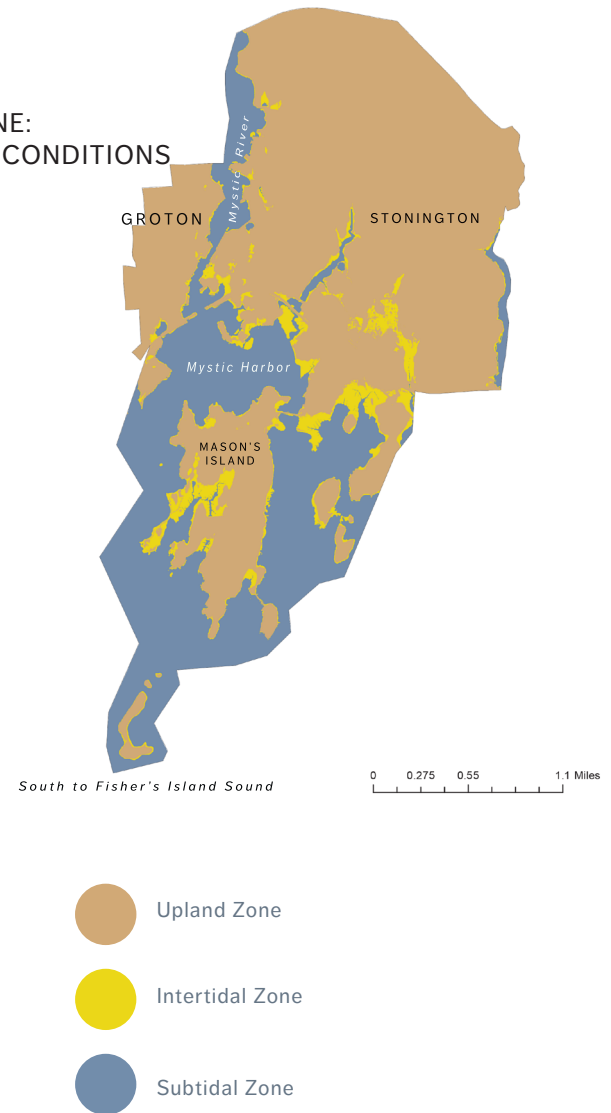 NE:
CONDITIONS
Mystic River
GROTON
STONINGTON
Mystic Harbor
MASON'S
ISLAND
South to Fisher's Island Sound
0 0.275 0.55 1.1 Miles
Upland Zone
Intertidal Zone
Subtidal Zone